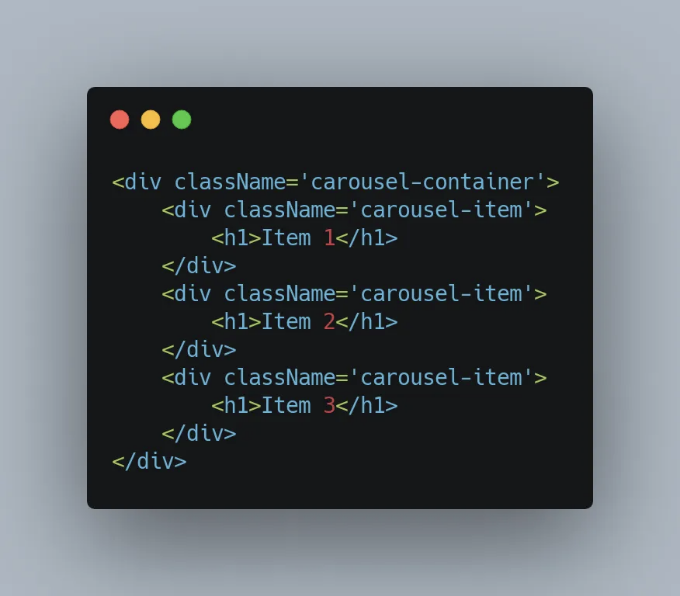 <div className='carousel-container'>
    <div className='carousel-item'>
        <h1>Item 1</h1>
    </div>
    <div className='carousel-item'>
        <h1>Item 2</h1>
    </div>
    <div className='carousel-item'>
        <h1>Item 3</h1>
    </div>
</div>